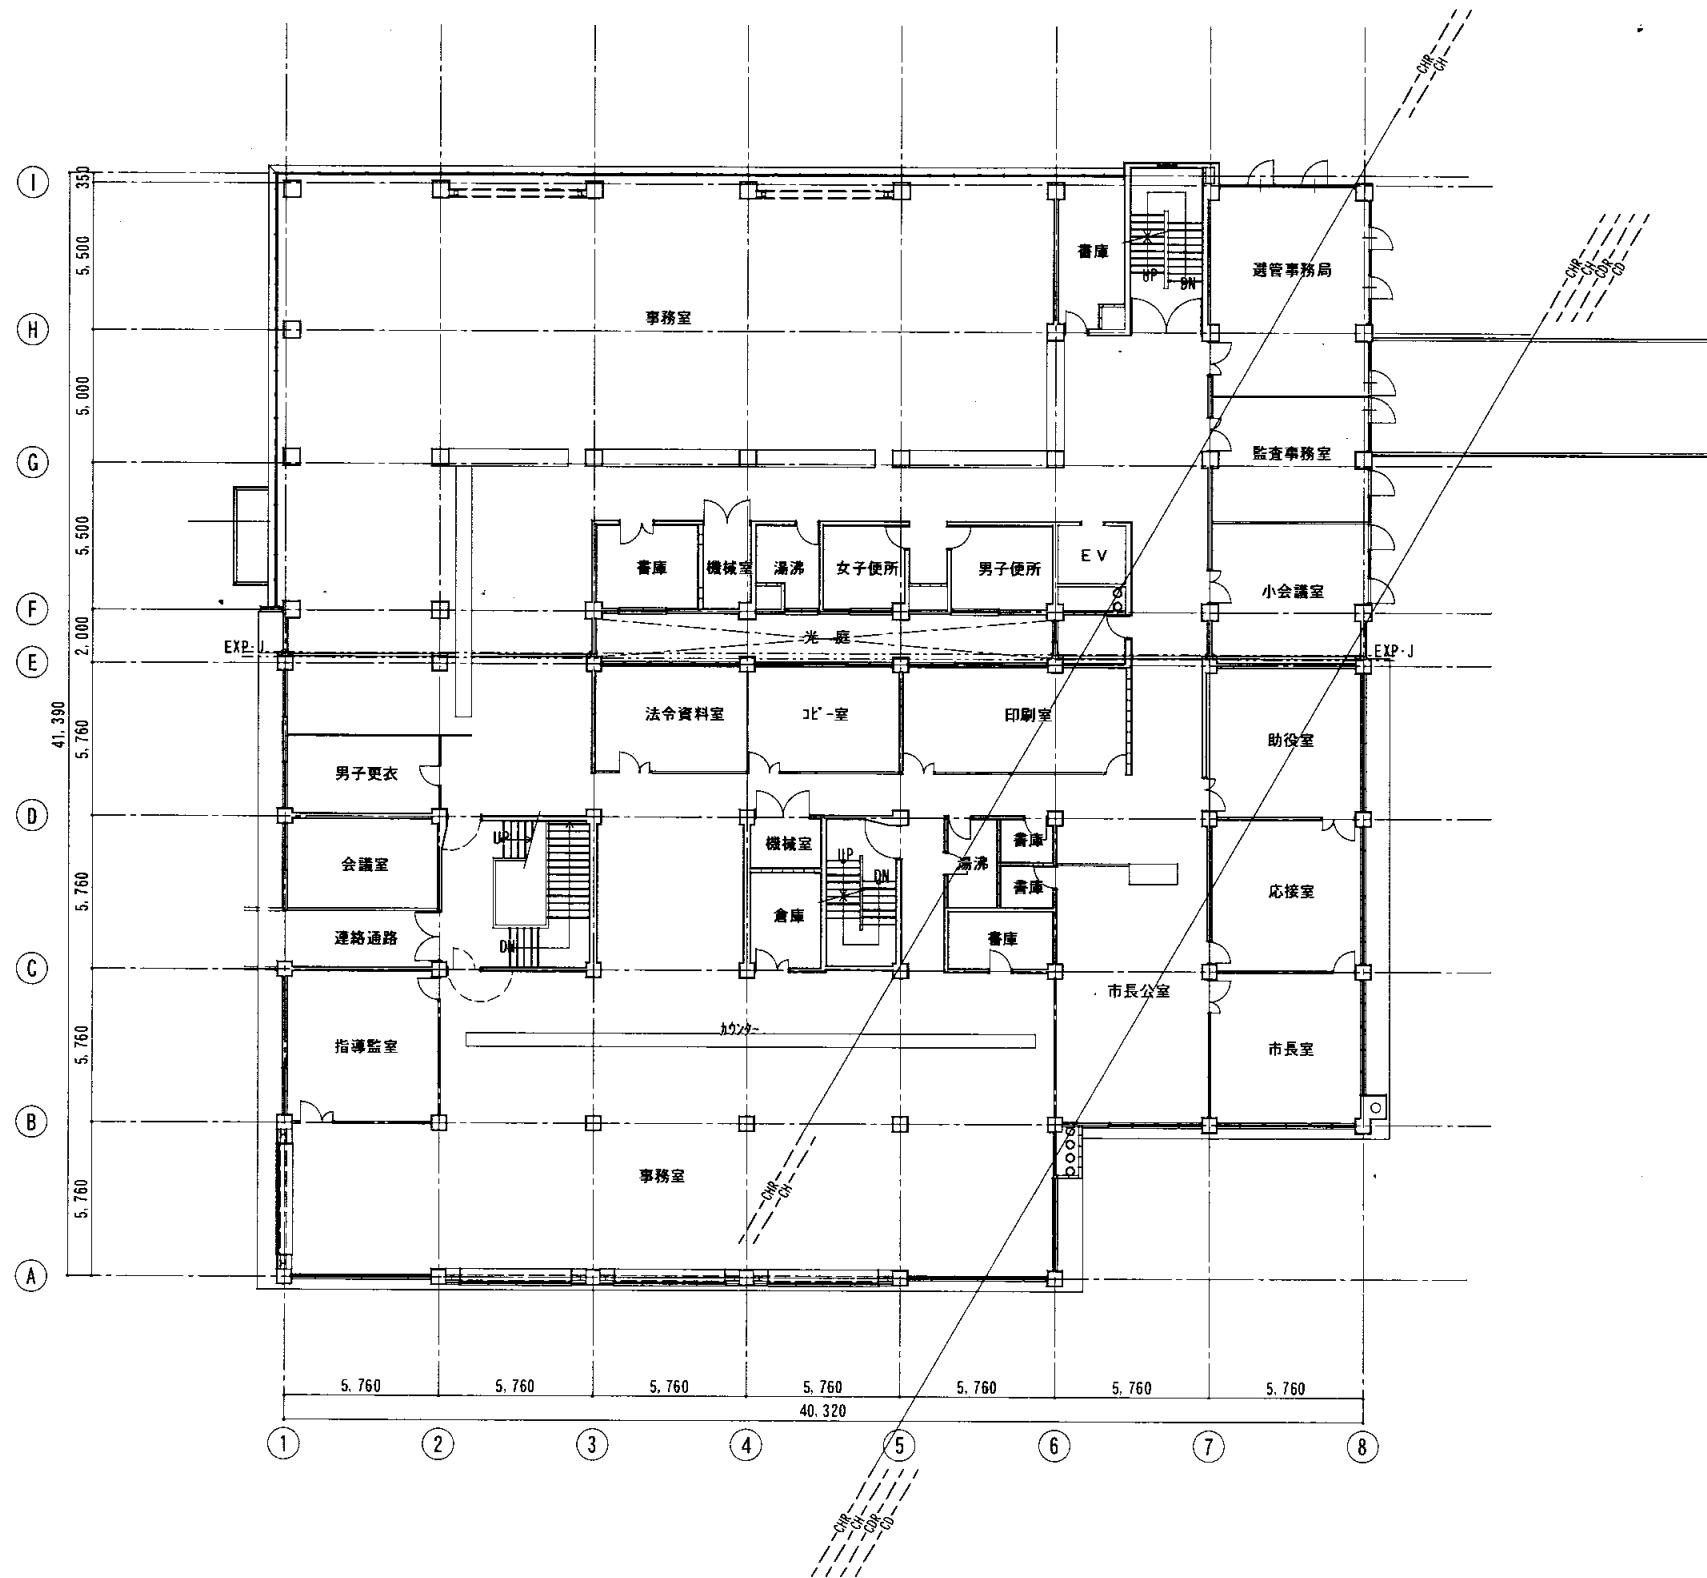 CHR
CH
CHR
CH
CDR
CD
I
350
5,500
書庫
UP
DN
選管事務局
事務室
H
5,000
G
監査事務室
5,500
書庫
機械室
湯沸
女子便所
男子便所
EV
小会議室
F
2,000
光庭
EXP・J
EXP・J
E
41,390
5,760
法令資料室
コピー室
印刷室
助役室
男子更衣
D
UP
機械室
UP
DN
湯沸
書庫
会議室
5,760
書庫
応接室
倉庫
連絡通路
DN
書庫
C
市長公室
カウンター
5,760
指導監室
市長室
B
事務室
5,760
CHR
CH
A
5,760
5,760
5,760
5,760
5,760
5,760
5,760
40,320
1
2
3
4
5
6
7
8
CHR
CH
CDR
CD